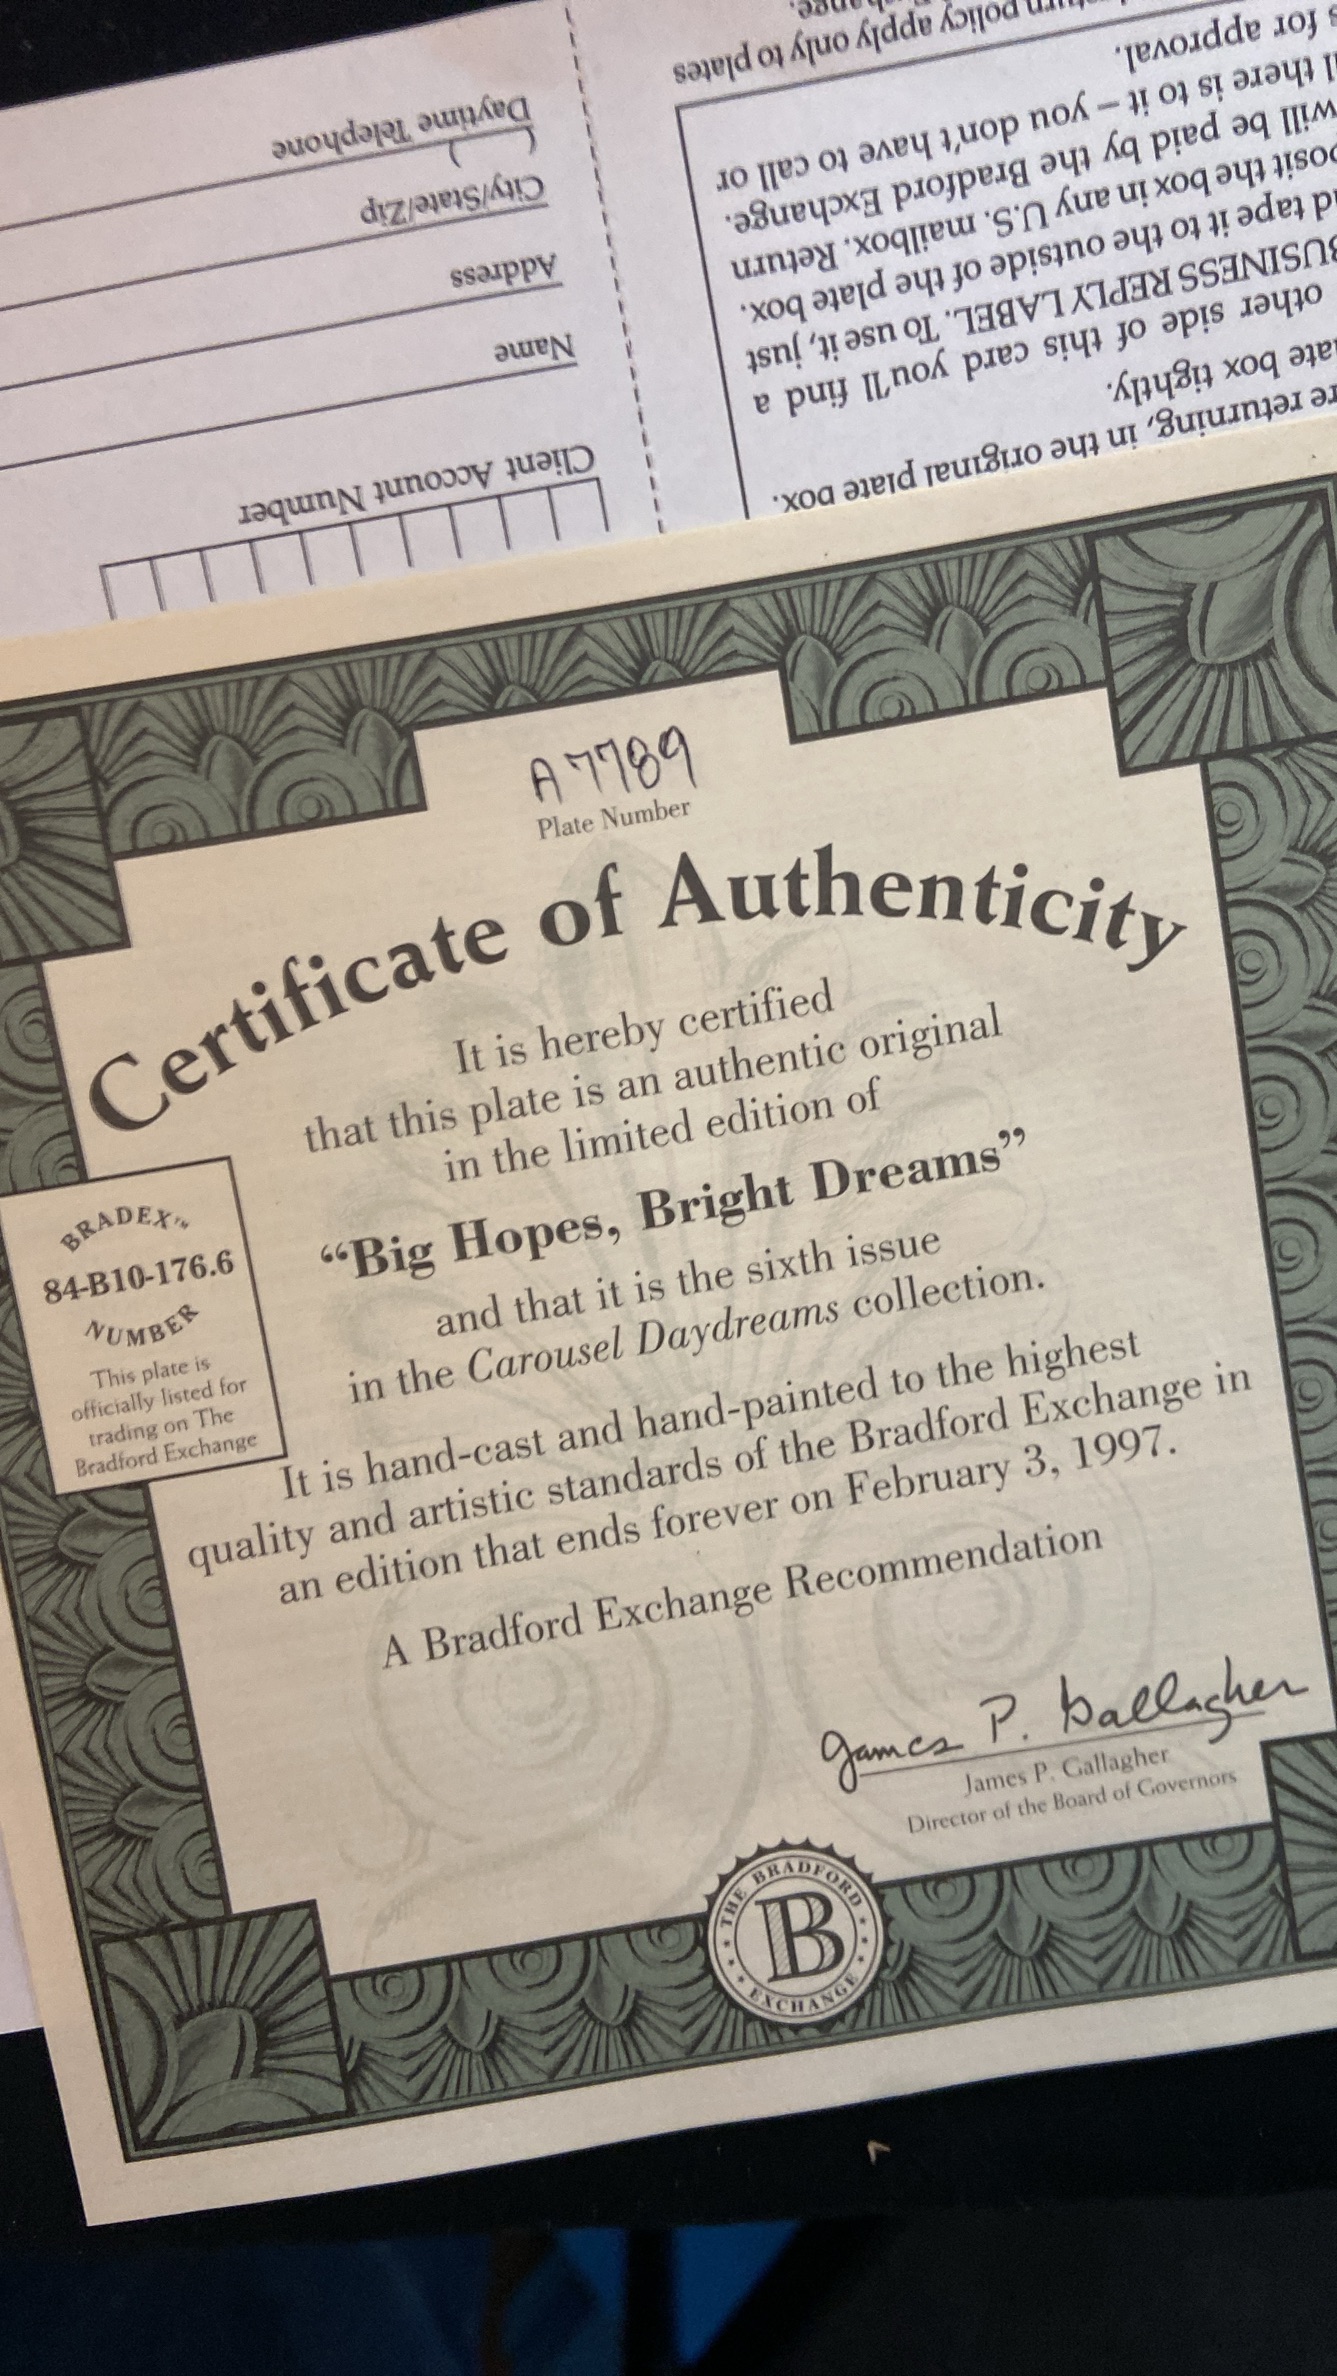 A7789
Plate Number
Certificate of Authenticity
It is hereby certified
that this plate is an authentic original
in the limited edition of
“Big Hopes, Bright Dreams”
and that it is the sixth issue
in the Carousel Daydreams collection.
It is hand-cast and hand-painted to the highest
quality and artistic standards of the Bradford Exchange in
an edition that ends forever on February 3, 1997.
A Bradford Exchange Recommendation
BRADEX™
84-B10-176.6
NUMBER
This plate is
officially listed for
trading on The
Bradford Exchange
James P. Gallagher
James P. Gallagher
Director of the Board of Governors
THE BRADFORD
B
EXCHANGE
returning, in the original plate box.
box tightly.
other side of this card you'll find a
BUSINESS REPLY LABEL. To use it, just
tape it to the outside of the plate box.
the box in any U.S. mailbox. Return
will be paid by the Bradford Exchange.
there is to it – you don't have to call or
for approval.
policy apply only to plates
Client Account Number
Name
Address
City/State/Zip
( )
Daytime Telephone